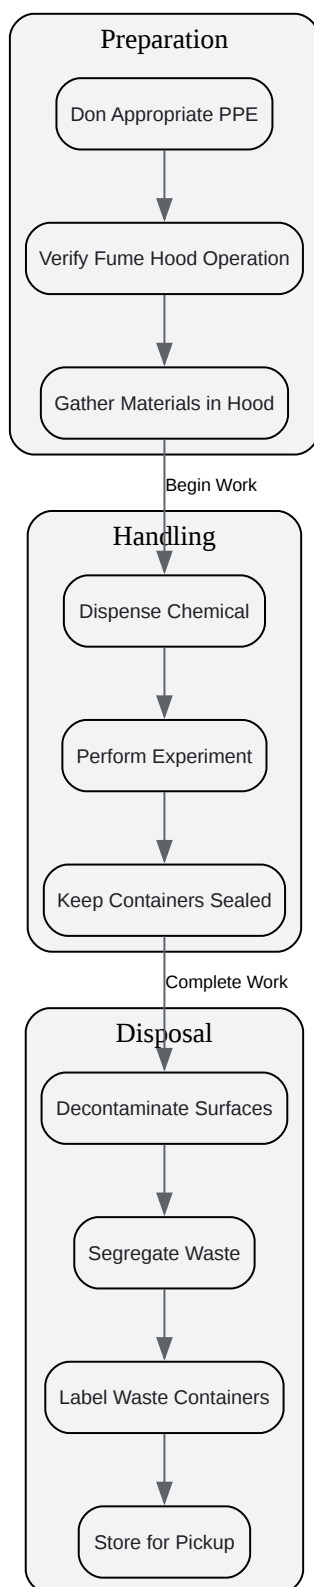 Preparation
Don Appropriate PPE
Verify Fume Hood Operation
Gather Materials in Hood
Begin Work
Handling
Dispense Chemical
Perform Experiment
Keep Containers Sealed
Complete Work
Disposal
Decontaminate Surfaces
Segregate Waste
Label Waste Containers
Store for Pickup